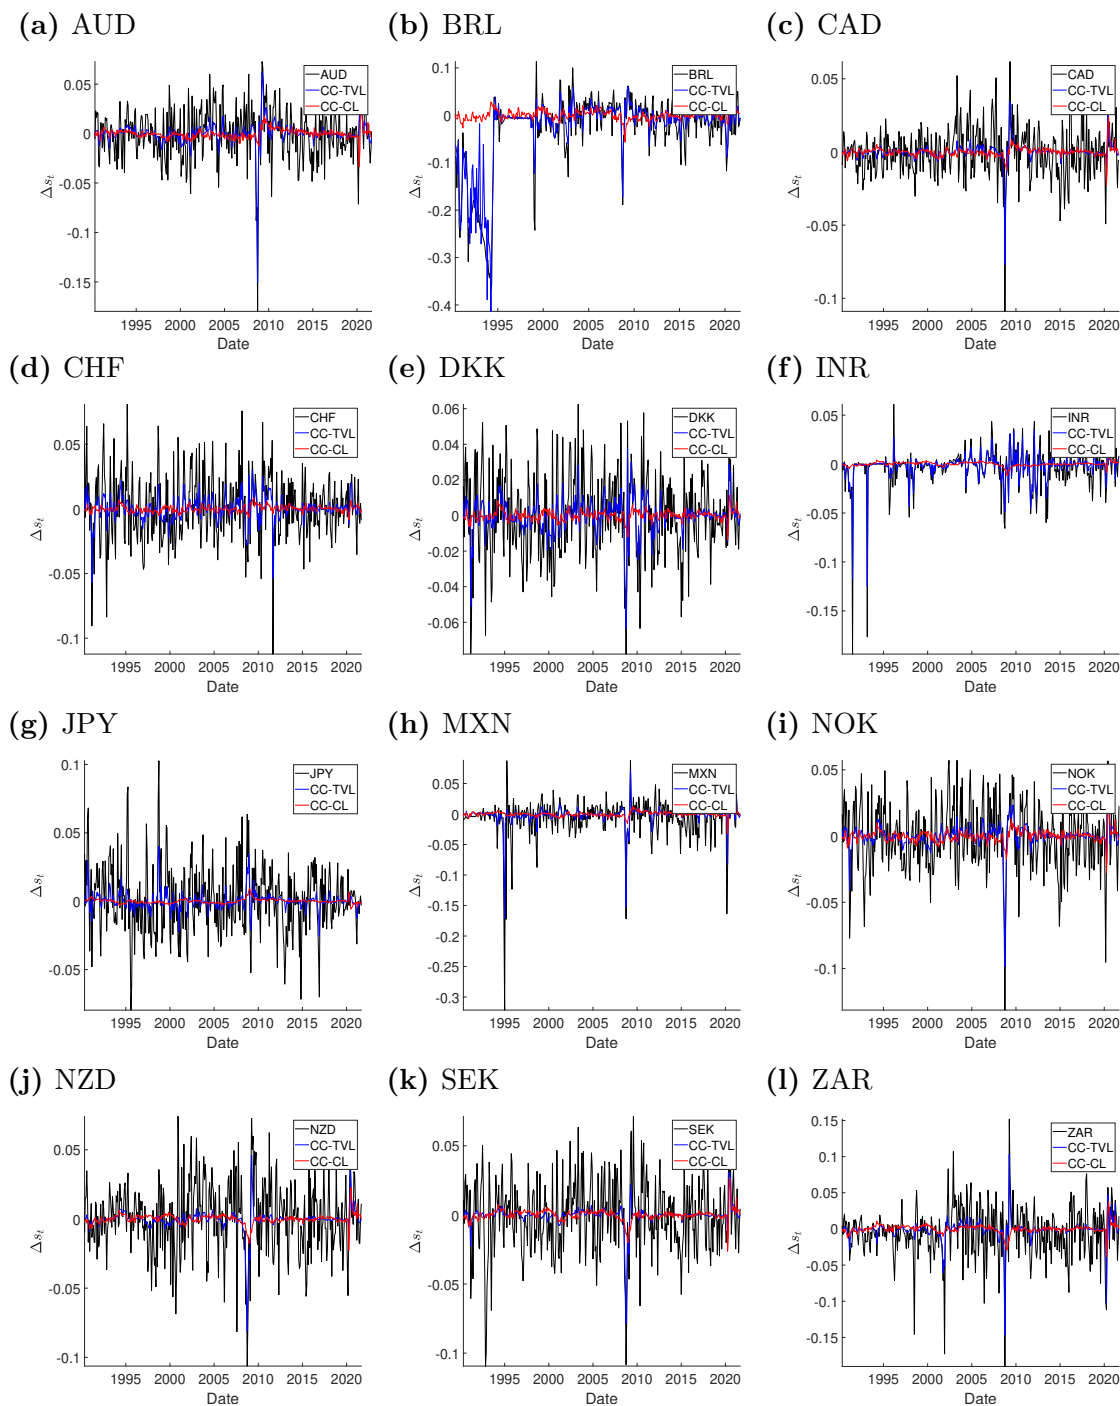 (a) AUD
0.05
0
-0.05
-0.1
-0.15
Δs_t
1995 2000 2005 2010 2015 2020
Date
AUD
CC-TVL
CC-CL
(b) BRL
0.1
0
-0.1
-0.2
-0.3
-0.4
Δs_t
1995 2000 2005 2010 2015 2020
Date
BRL
CC-TVL
CC-CL
(c) CAD
0.05
0
-0.05
-0.1
Δs_t
1995 2000 2005 2010 2015 2020
Date
CAD
CC-TVL
CC-CL
(d) CHF
0.05
0
-0.05
-0.1
Δs_t
1995 2000 2005 2010 2015 2020
Date
CHF
CC-TVL
CC-CL
(e) DKK
0.06
0.04
0.02
0
-0.02
-0.04
-0.06
Δs_t
1995 2000 2005 2010 2015 2020
Date
DKK
CC-TVL
CC-CL
(f) INR
0.05
0
-0.05
-0.1
-0.15
Δs_t
1995 2000 2005 2010 2015 2020
Date
INR
CC-TVL
CC-CL
(g) JPY
0.1
0.05
0
-0.05
Δs_t
1995 2000 2005 2010 2015 2020
Date
JPY
CC-TVL
CC-CL
(h) MXN
0.05
0
-0.05
-0.1
-0.15
-0.2
-0.25
-0.3
Δs_t
1995 2000 2005 2010 2015 2020
Date
MXN
CC-TVL
CC-CL
(i) NOK
0.05
0
-0.05
-0.1
Δs_t
1995 2000 2005 2010 2015 2020
Date
NOK
CC-TVL
CC-CL
(j) NZD
0.05
0
-0.05
-0.1
Δs_t
1995 2000 2005 2010 2015 2020
Date
NZD
CC-TVL
CC-CL
(k) SEK
0.05
0
-0.05
-0.1
Δs_t
1995 2000 2005 2010 2015 2020
Date
SEK
CC-TVL
CC-CL
(l) ZAR
0.15
0.1
0.05
0
-0.05
-0.1
-0.15
Δs_t
1995 2000 2005 2010 2015 2020
Date
ZAR
CC-TVL
CC-CL